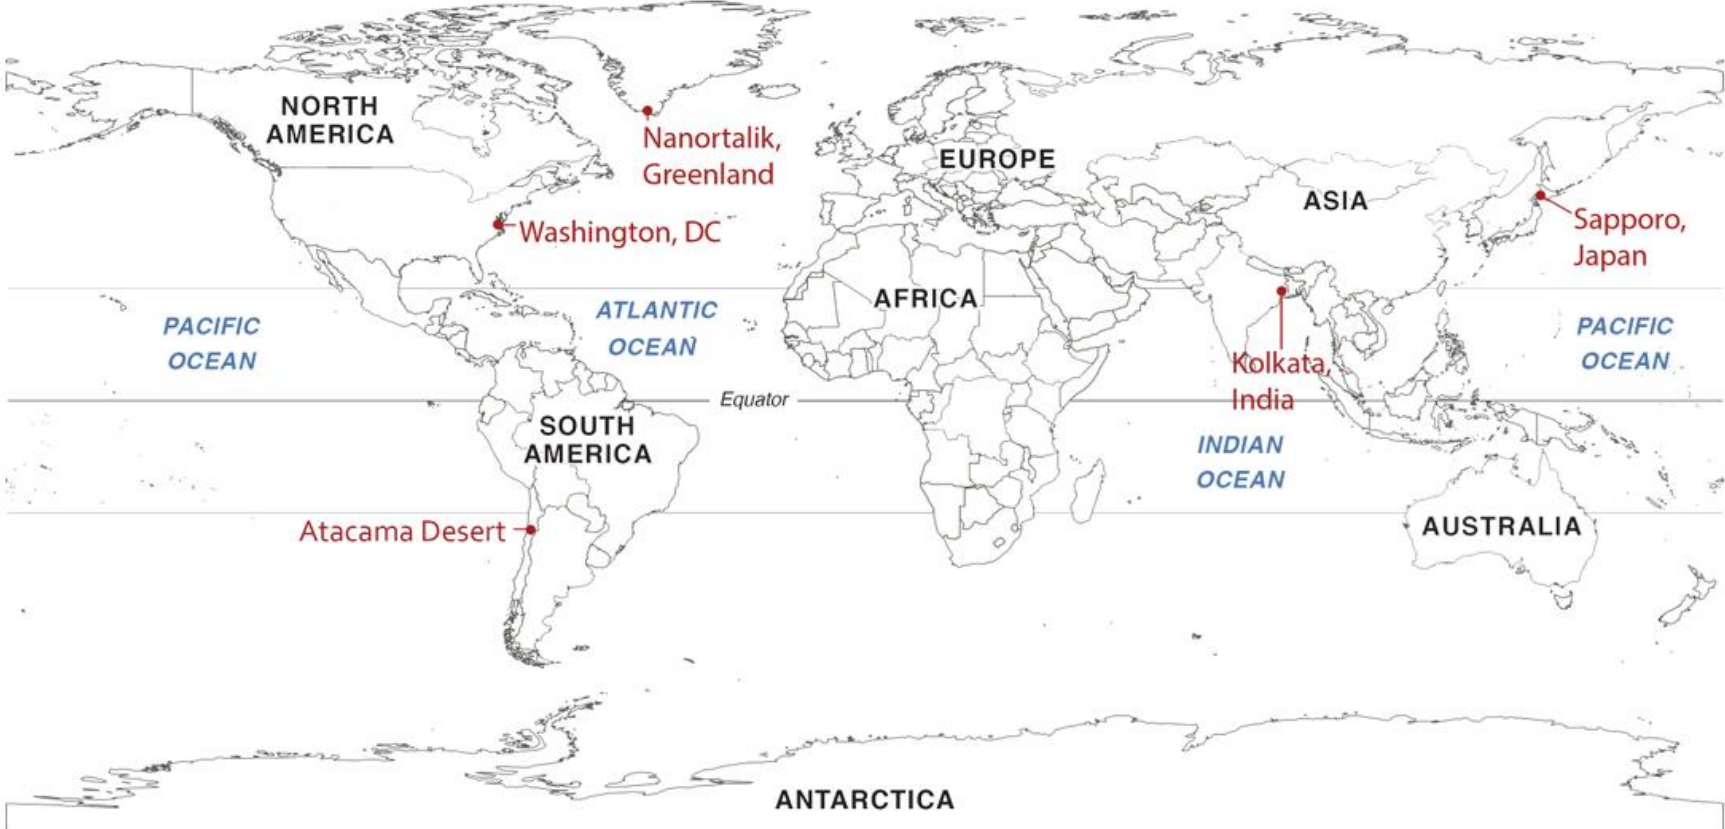 NORTH
AMERICA
Nanortalik,
Greenland
EUROPE
ASIA
Washington, DC
Sapporo,
Japan
AFRICA
ATLANTIC
OCEAN
PACIFIC
OCEAN
PACIFIC
OCEAN
Kolkata,
India
Equator
SOUTH
AMERICA
INDIAN
OCEAN
Atacama Desert
AUSTRALIA
ANTARCTICA